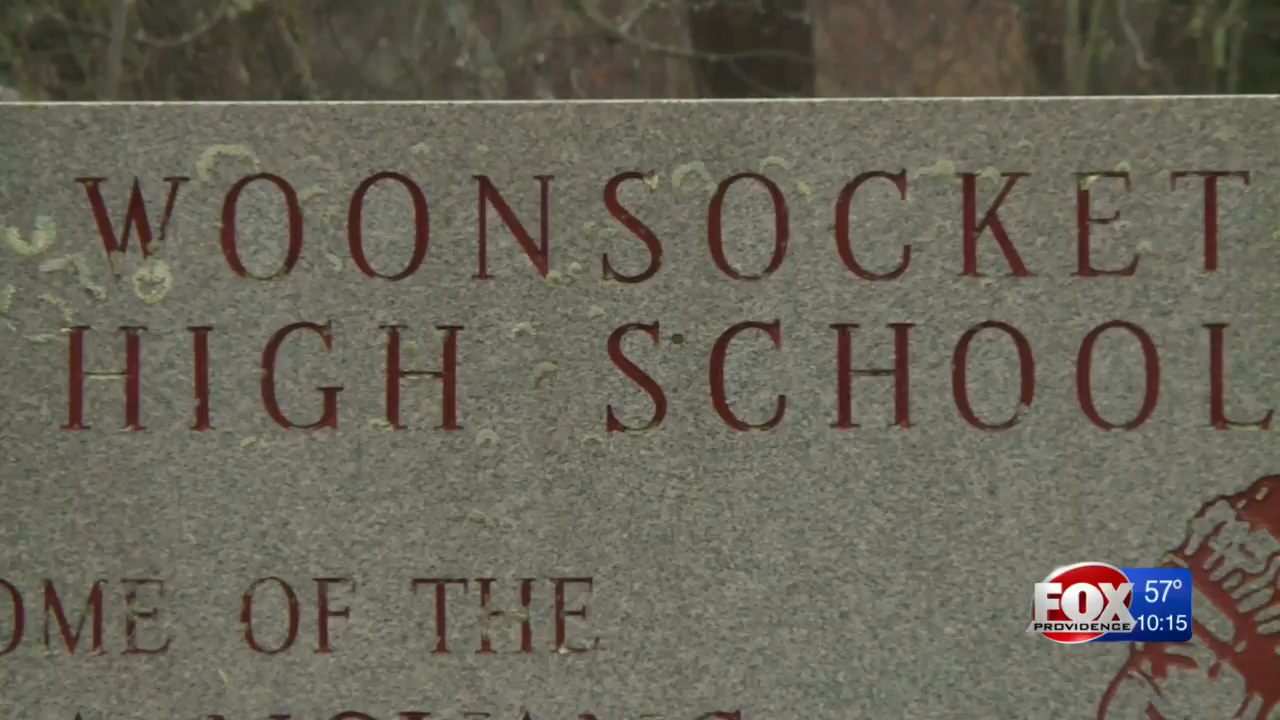 WOONSOCKET
HIGH SCHOOL
OME OF THE
FOX 57°
PROVIDENCE 10:15